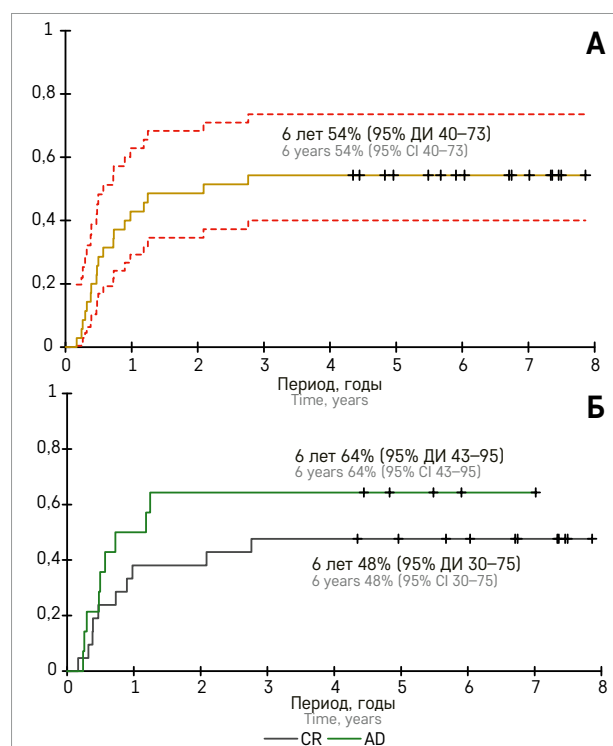 А
1
0,8
0,6
0,4
0,2
0
6 лет 54% (95% ДИ 40–73)
6 years 54% (95% CI 40–73)
0 1 2 3 4 5 6 7 8
Период, годы
Time, years
Б
1
0,8
0,6
0,4
0,2
0
6 лет 64% (95% ДИ 43–95)
6 years 64% (95% CI 43–95)
6 лет 48% (95% ДИ 30–75)
6 years 48% (95% CI 30–75)
0 1 2 3 4 5 6 7 8
Период, годы
Time, years
CR AD